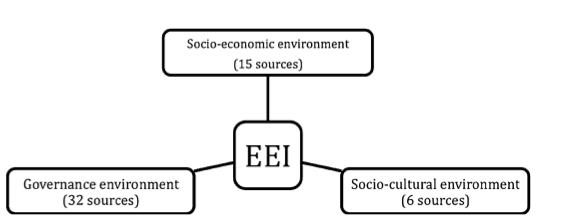 Socio-economic environment
(15 sources)
EEI
Governance environment
(32 sources)
Socio-cultural environment
(6 sources)